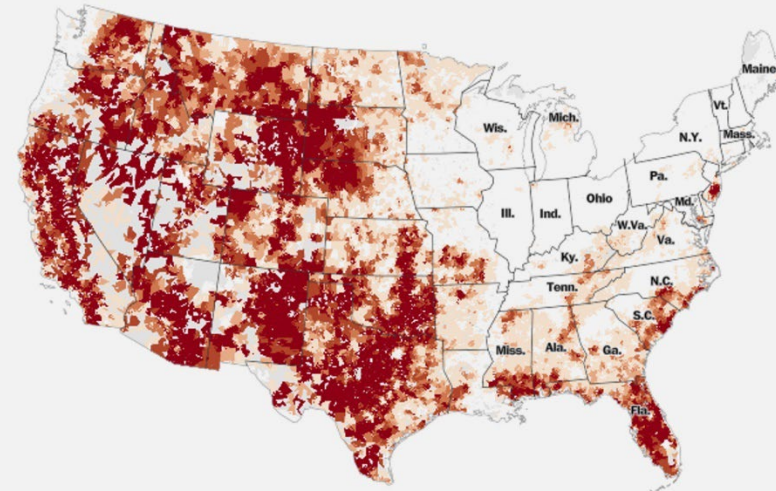 Maine
Wis.
Mich.
Vt.
N.Y.
Mass.
Pa.
Ill.
Ind.
Ohio
Md.
W.Va.
Va.
Ky.
Tenn.
N.C.
S.C.
Miss.
Ala.
Ga.
Fla.